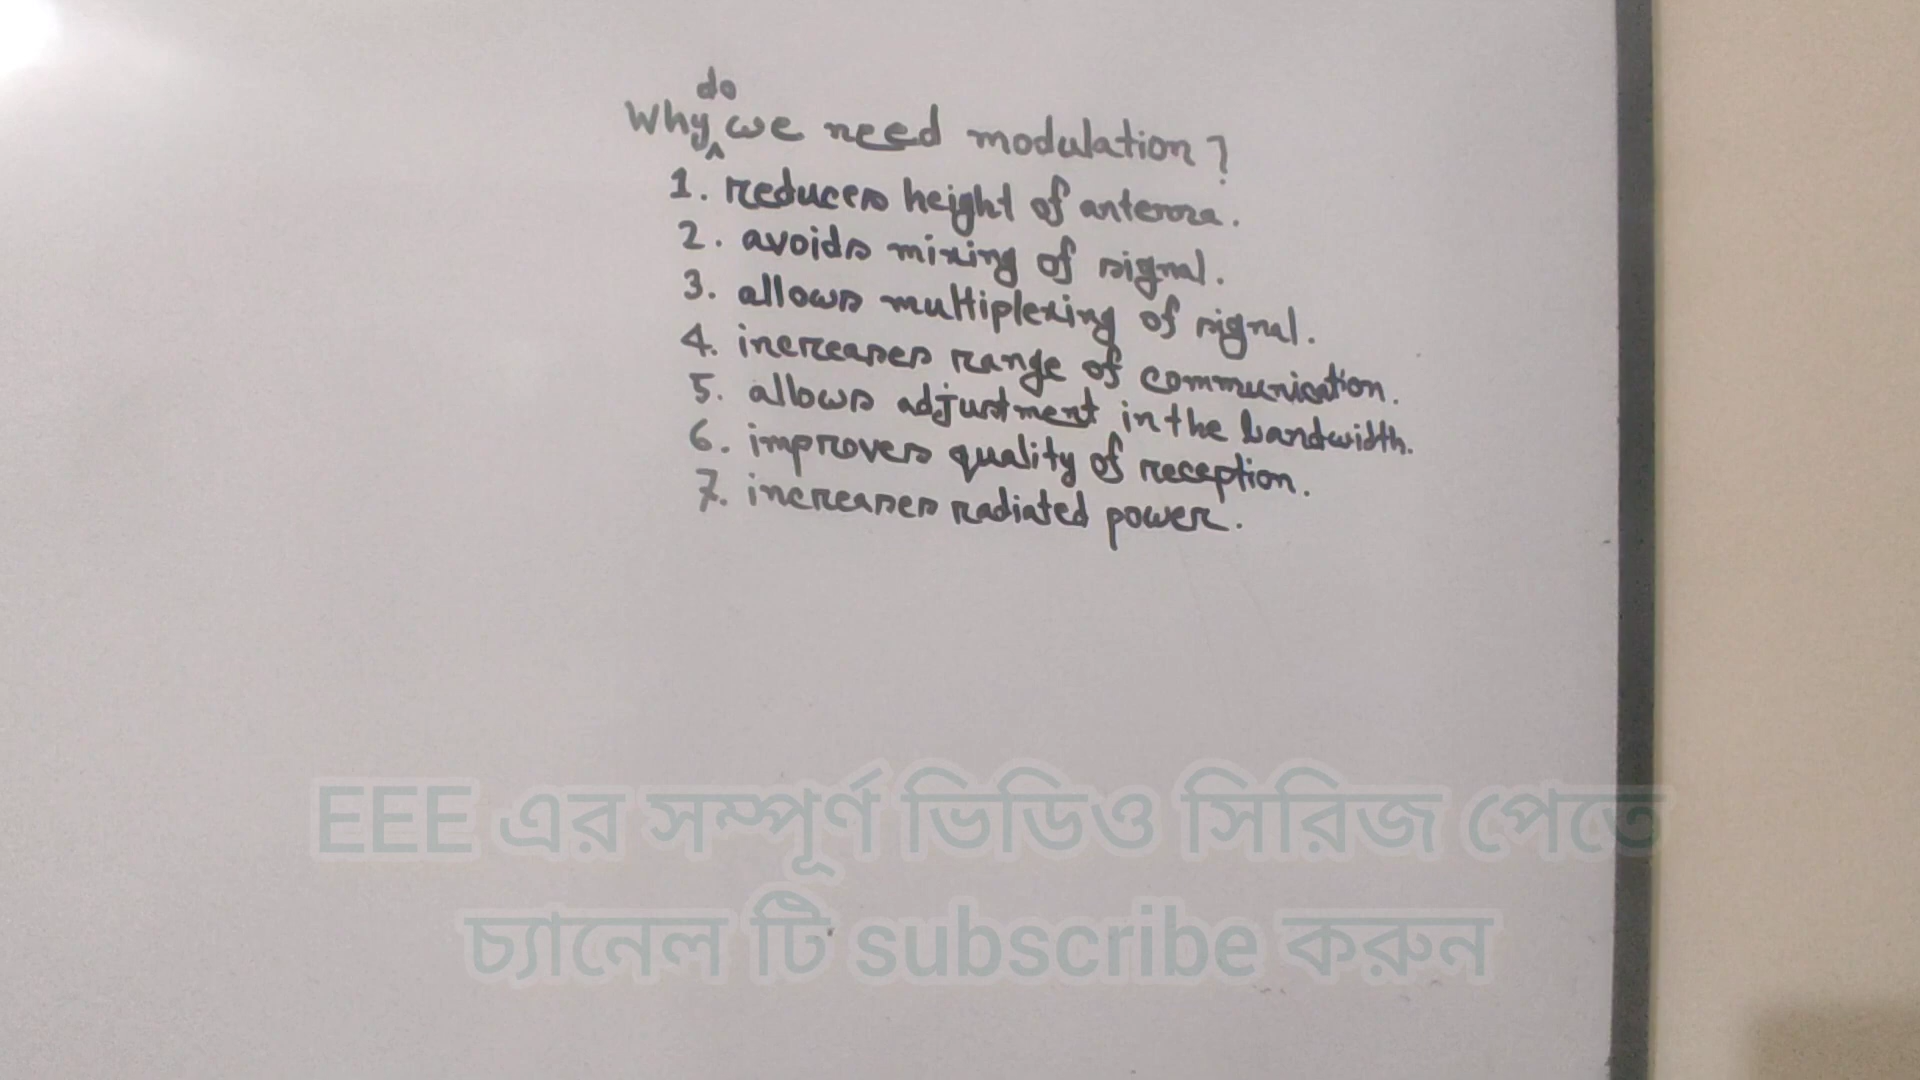 Why do we need modulation?
1. reduces height of antenna.
2. avoids mixing of signal.
3. allows multiplexing of signal.
4. increases range of communication.
5. allows adjustment in the bandwidth.
6. improves quality of reception.
7. increases radiated power.
EEE এর সম্পূর্ণ ভিডিও সিরিজ পেতে
চ্যানেল টি subscribe করুন